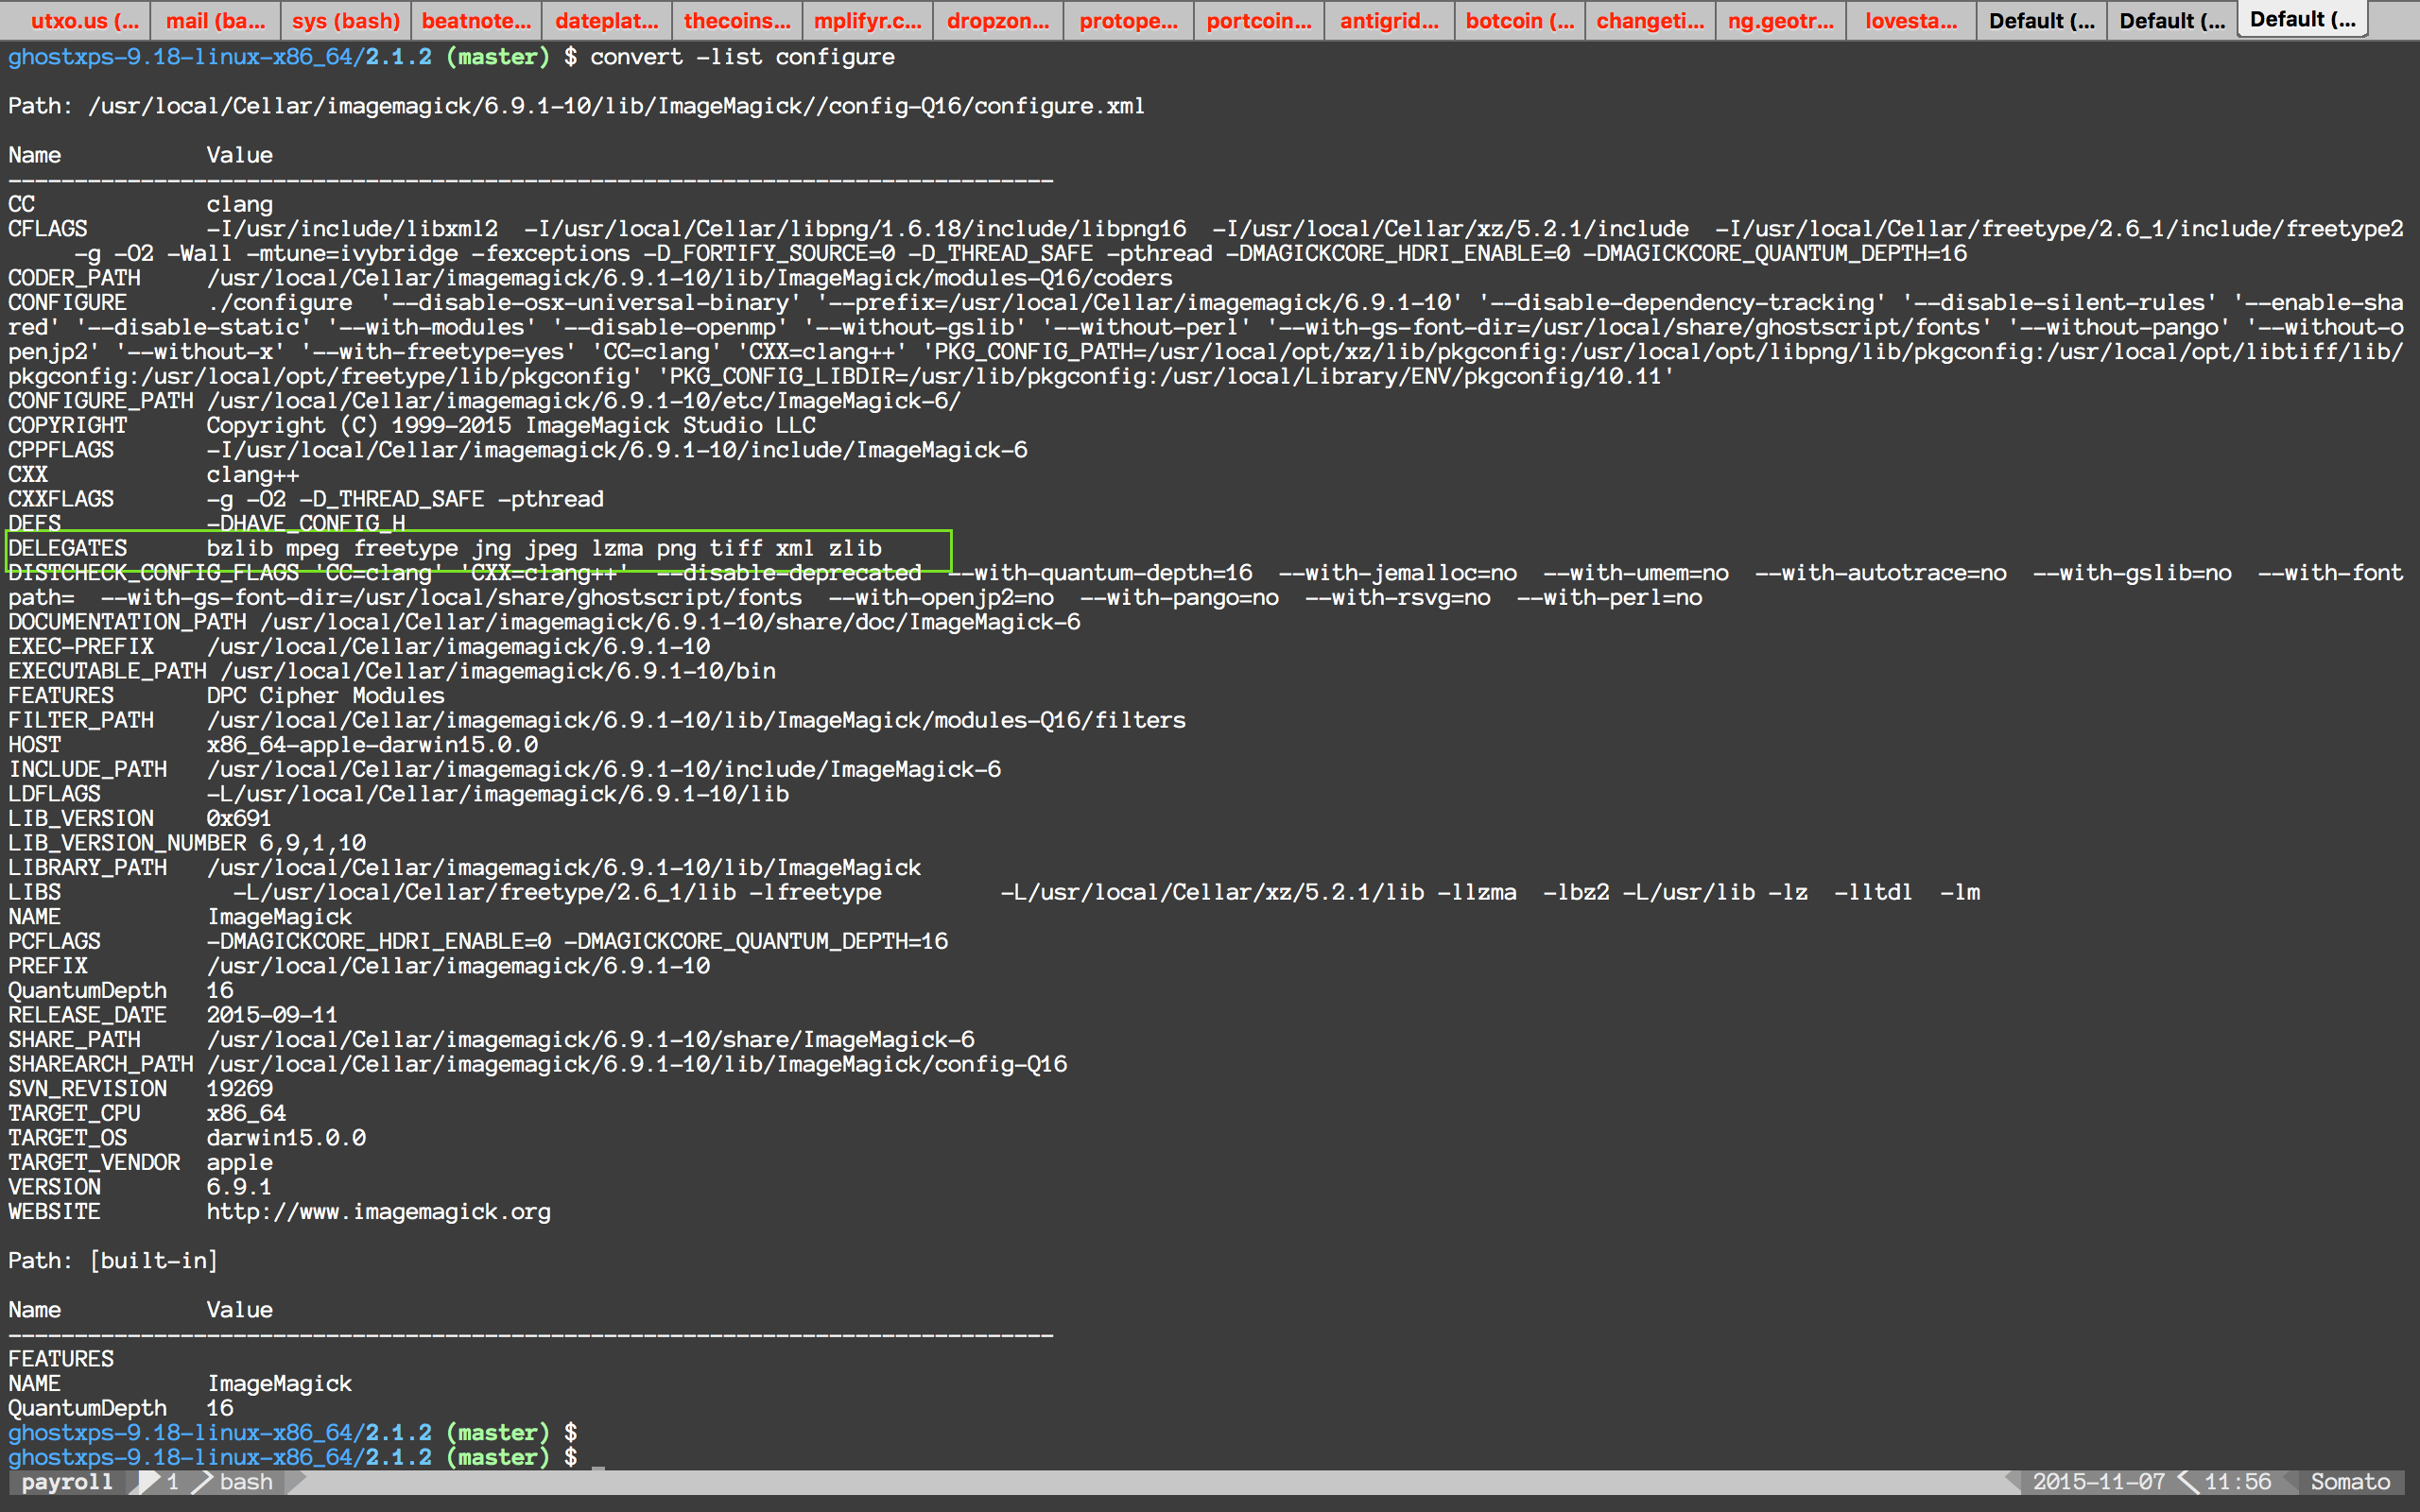 utxo.us (... mail (ba... sys (bash) beatnote... dateplat... thecoins... mplifyr.c... dropzon... protope... portcoin... antigrid... botcoin (... changeti... ng.geotr... lovesta... Default (... Default (... Default (...
ghostxps-9.18-linux-x86_64/2.1.2 (master) $ convert -list configure
Path: /usr/local/Cellar/imagemagick/6.9.1-10/lib/ImageMagick//config-Q16/configure.xml
Name           Value
-------------------------------------------------------------------------------
CC             clang
CFLAGS         -I/usr/include/libxml2  -I/usr/local/Cellar/libpng/1.6.18/include/libpng16  -I/usr/local/Cellar/xz/5.2.1/include  -I/usr/local/Cellar/freetype/2.6_1/include/freetype2
     -g -O2 -Wall -mtune=ivybridge -fexceptions -D_FORTIFY_SOURCE=0 -D_THREAD_SAFE -pthread -DMAGICKCORE_HDRI_ENABLE=0 -DMAGICKCORE_QUANTUM_DEPTH=16
CODER_PATH     /usr/local/Cellar/imagemagick/6.9.1-10/lib/ImageMagick/modules-Q16/coders
CONFIGURE      ./configure  '--disable-osx-universal-binary' '--prefix=/usr/local/Cellar/imagemagick/6.9.1-10' '--disable-dependency-tracking' '--disable-silent-rules' '--enable-sha
red' '--disable-static' '--with-modules' '--disable-openmp' '--without-gslib' '--without-perl' '--with-gs-font-dir=/usr/local/share/ghostscript/fonts' '--without-pango' '--without-o
penjp2' '--without-x' '--with-freetype=yes' 'CC=clang' 'CXX=clang++' 'PKG_CONFIG_PATH=/usr/local/opt/xz/lib/pkgconfig:/usr/local/opt/libpng/lib/pkgconfig:/usr/local/opt/libtiff/lib/
pkgconfig:/usr/local/opt/freetype/lib/pkgconfig' 'PKG_CONFIG_LIBDIR=/usr/lib/pkgconfig:/usr/local/Library/ENV/pkgconfig/10.11'
CONFIGURE_PATH /usr/local/Cellar/imagemagick/6.9.1-10/etc/ImageMagick-6/
COPYRIGHT      Copyright (C) 1999-2015 ImageMagick Studio LLC
CPPFLAGS       -I/usr/local/Cellar/imagemagick/6.9.1-10/include/ImageMagick-6
CXX            clang++
CXXFLAGS       -g -O2 -D_THREAD_SAFE -pthread
DEFS           -DHAVE_CONFIG_H
DELEGATES      bzlib mpeg freetype jng jpeg lzma png tiff xml zlib
DISTCHECK_CONFIG_FLAGS 'CC=clang' 'CXX=clang++'  --disable-deprecated  --with-quantum-depth=16  --with-jemalloc=no  --with-umem=no  --with-autotrace=no  --with-gslib=no  --with-font
path=  --with-gs-font-dir=/usr/local/share/ghostscript/fonts  --with-openjp2=no  --with-pango=no  --with-rsvg=no  --with-perl=no
DOCUMENTATION_PATH /usr/local/Cellar/imagemagick/6.9.1-10/share/doc/ImageMagick-6
EXEC-PREFIX    /usr/local/Cellar/imagemagick/6.9.1-10
EXECUTABLE_PATH /usr/local/Cellar/imagemagick/6.9.1-10/bin
FEATURES       DPC Cipher Modules
FILTER_PATH    /usr/local/Cellar/imagemagick/6.9.1-10/lib/ImageMagick/modules-Q16/filters
HOST           x86_64-apple-darwin15.0.0
INCLUDE_PATH   /usr/local/Cellar/imagemagick/6.9.1-10/include/ImageMagick-6
LDFLAGS        -L/usr/local/Cellar/imagemagick/6.9.1-10/lib
LIB_VERSION    0x691
LIB_VERSION_NUMBER 6,9,1,10
LIBRARY_PATH   /usr/local/Cellar/imagemagick/6.9.1-10/lib/ImageMagick
LIBS             -L/usr/local/Cellar/freetype/2.6_1/lib -lfreetype         -L/usr/local/Cellar/xz/5.2.1/lib -llzma  -lbz2 -L/usr/lib -lz  -lltdl  -lm
NAME           ImageMagick
PCFLAGS        -DMAGICKCORE_HDRI_ENABLE=0 -DMAGICKCORE_QUANTUM_DEPTH=16
PREFIX         /usr/local/Cellar/imagemagick/6.9.1-10
QuantumDepth   16
RELEASE_DATE   2015-09-11
SHARE_PATH     /usr/local/Cellar/imagemagick/6.9.1-10/share/ImageMagick-6
SHAREARCH_PATH /usr/local/Cellar/imagemagick/6.9.1-10/lib/ImageMagick/config-Q16
SVN_REVISION   19269
TARGET_CPU     x86_64
TARGET_OS      darwin15.0.0
TARGET_VENDOR  apple
VERSION        6.9.1
WEBSITE        http://www.imagemagick.org
Path: [built-in]
Name           Value
-------------------------------------------------------------------------------
FEATURES
NAME           ImageMagick
QuantumDepth   16
ghostxps-9.18-linux-x86_64/2.1.2 (master) $
ghostxps-9.18-linux-x86_64/2.1.2 (master) $
payroll 1 bash 2015-11-07 11:56 Somato